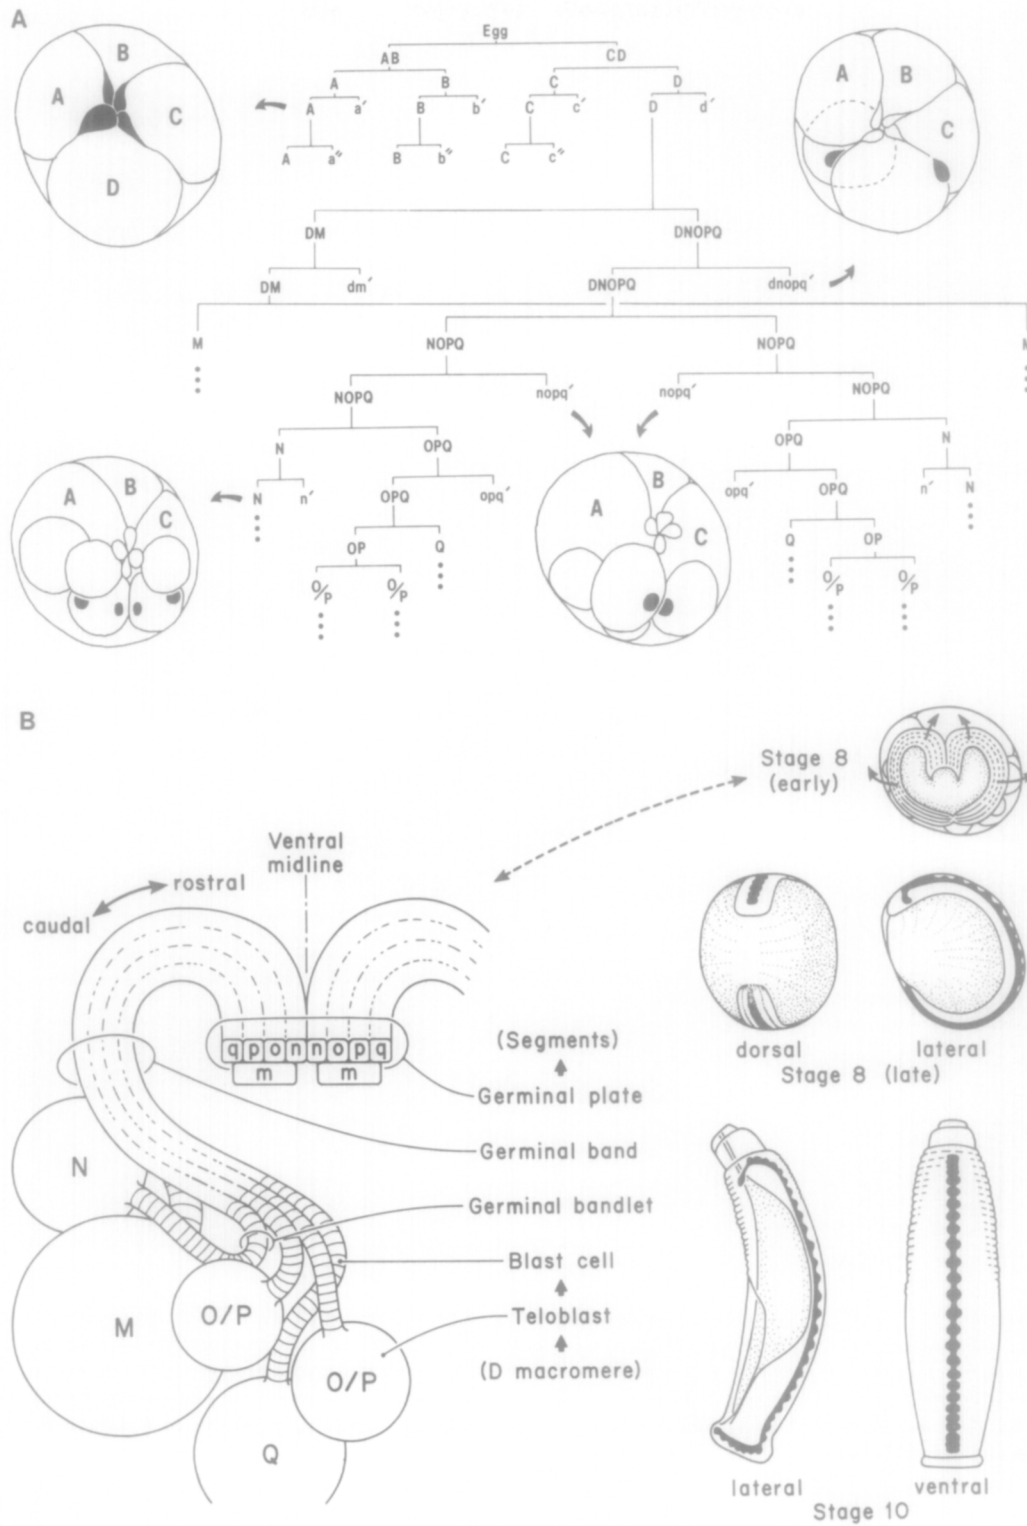 A
Egg
AB CD
A B C D
A a′ B b′ C c′ D d′
A a″ B b″ C c″
A B C D
A B C
DM DNOPQ
DM dm′ DNOPQ dnopq′
M NOPQ NOPQ
NOPQ nopq′ nopq′ NOPQ
N OPQ OPQ N
N n′ OPQ opq′ opq′ OPQ n′ N
OP Q Q OP
O/P O/P O/P O/P
A B C
A B C
B
Stage 8
(early)
Ventral
midline
rostral
caudal
q p o n n o p q
m m
dorsal lateral
Stage 8 (late)
(Segments)
Germinal plate
Germinal band
Germinal bandlet
Blast cell
Teloblast
(D macromere)
N
M
O/P
O/P
Q
lateral ventral
Stage 10